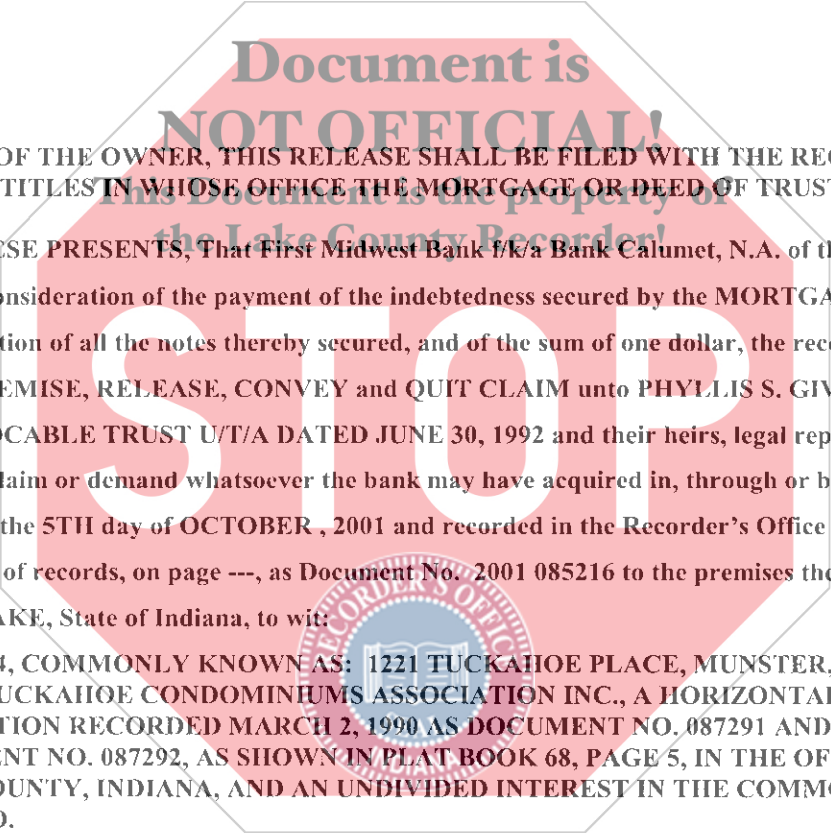 Document is
NOT OFFICIAL!
OF THE OWNER, THIS RELEASE SHALL BE FILED WITH THE REC
TITLES IN WHOSE OFFICE THE MORTGAGE OR DEED OF TRUST
This Document is the property of
the Lake County Recorder!
ESE PRESENTS, That First Midwest Bank f/k/a Bank Calumet, N.A. of th
onsideration of the payment of the indebtedness secured by the MORTGA
tion of all the notes thereby secured, and of the sum of one dollar, the rece
EMISE, RELEASE, CONVEY and QUIT CLAIM unto PHYLLIS S. GIV
OCABLE TRUST U/T/A DATED JUNE 30, 1992 and their heirs, legal rep
laim or demand whatsoever the bank may have acquired in, through or b
the 5TH day of OCTOBER , 2001 and recorded in the Recorder's Office
of records, on page ---, as Document No. 2001 085216 to the premises the
AKE, State of Indiana, to wit:
4, COMMONLY KNOWN AS: 1221 TUCKAHOE PLACE, MUNSTER,
UCKAHOE CONDOMINIUMS ASSOCIATION INC., A HORIZONTAL
TION RECORDED MARCH 2, 1990 AS DOCUMENT NO. 087291 AND
ENT NO. 087292, AS SHOWN IN PLAT BOOK 68, PAGE 5, IN THE OF
OUNTY, INDIANA, AND AN UNDIVIDED INTEREST IN THE COMMO
O.
STOP
RECORDER'S OFFICE
INDIANA